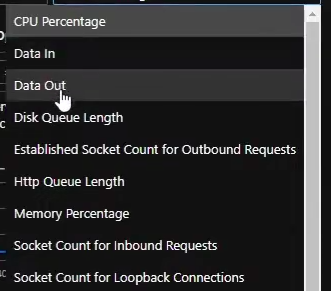 CPU Percentage
Data In
Data Out
Disk Queue Length
Established Socket Count for Outbound Requests
Http Queue Length
Memory Percentage
Socket Count for Inbound Requests
Socket Count for Loopback Connections